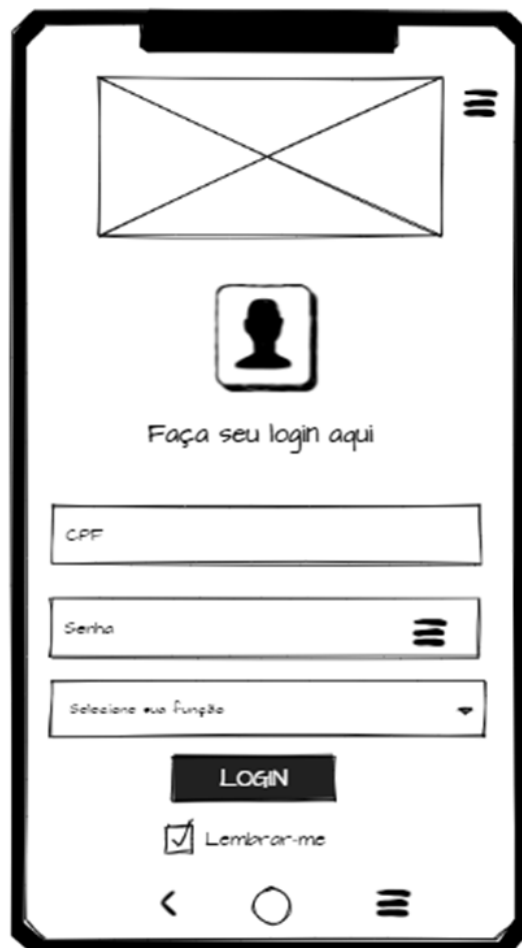 Faça seu login aqui
CPF
Senha
Selecione sua função
LOGIN
Lembrar-me